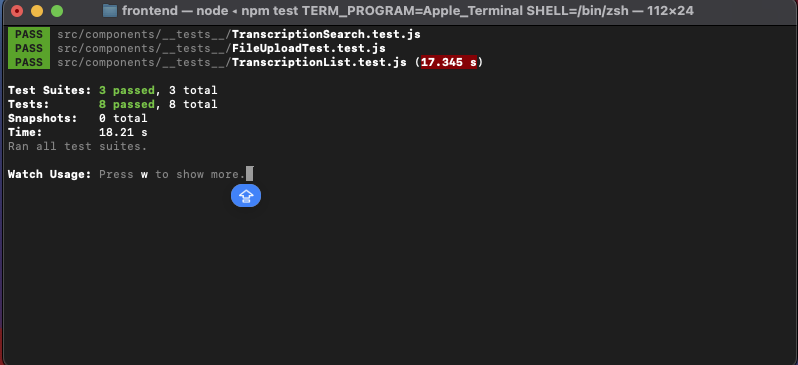 frontend — node ◂ npm test TERM_PROGRAM=Apple_Terminal SHELL=/bin/zsh — 112×24
PASS src/components/__tests__/TranscriptionSearch.test.js
PASS src/components/__tests__/FileUploadTest.test.js
PASS src/components/__tests__/TranscriptionList.test.js (17.345 s)
Test Suites: 3 passed, 3 total
Tests: 8 passed, 8 total
Snapshots: 0 total
Time: 18.21 s
Ran all test suites.
Watch Usage: Press w to show more.